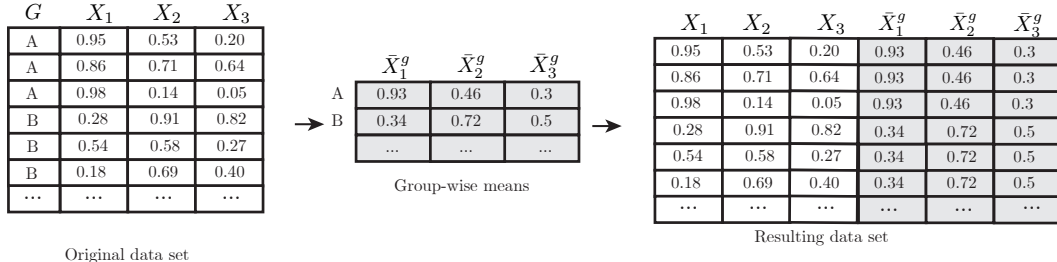 G X₁ X₂ X₃
A 0.95 0.53 0.20
A 0.86 0.71 0.64
A 0.98 0.14 0.05
B 0.28 0.91 0.82
B 0.54 0.58 0.27
B 0.18 0.69 0.40
... ... ... ...
Original data set
X̄₁ᵍ X̄₂ᵍ X̄₃ᵍ
A 0.93 0.46 0.3
B 0.34 0.72 0.5
... ... ...
Group-wise means
X₁ X₂ X₃ X̄₁ᵍ X̄₂ᵍ X̄₃ᵍ
0.95 0.53 0.20 0.93 0.46 0.3
0.86 0.71 0.64 0.93 0.46 0.3
0.98 0.14 0.05 0.93 0.46 0.3
0.28 0.91 0.82 0.34 0.72 0.5
0.54 0.58 0.27 0.34 0.72 0.5
0.18 0.69 0.40 0.34 0.72 0.5
... ... ... ... ... ...
Resulting data set